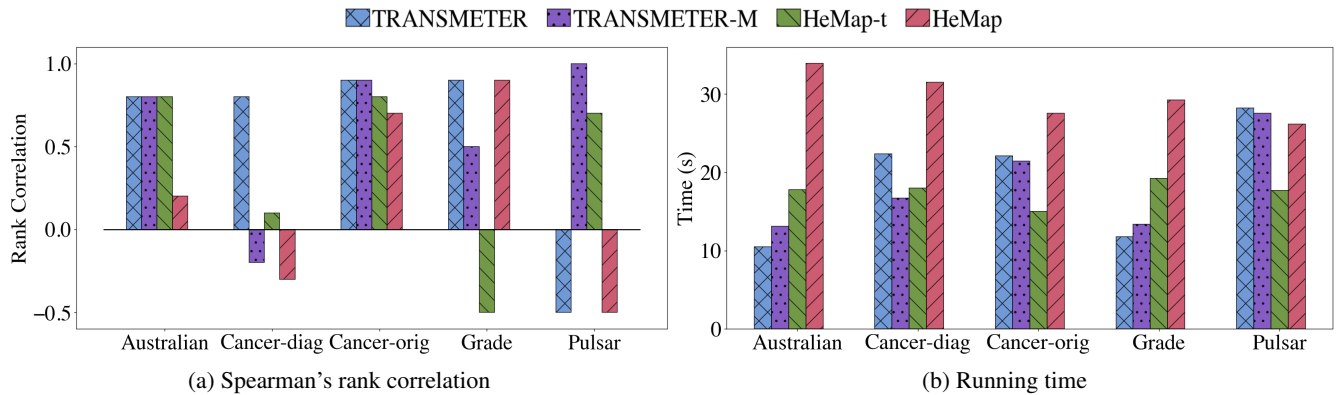 TRANSMETER TRANSMETER-M HeMap-t HeMap
Rank Correlation
1.0
0.5
0.0
−0.5
Australian Cancer-diag Cancer-orig Grade Pulsar
(a) Spearman's rank correlation
Time (s)
30
20
10
0
Australian Cancer-diag Cancer-orig Grade Pulsar
(b) Running time